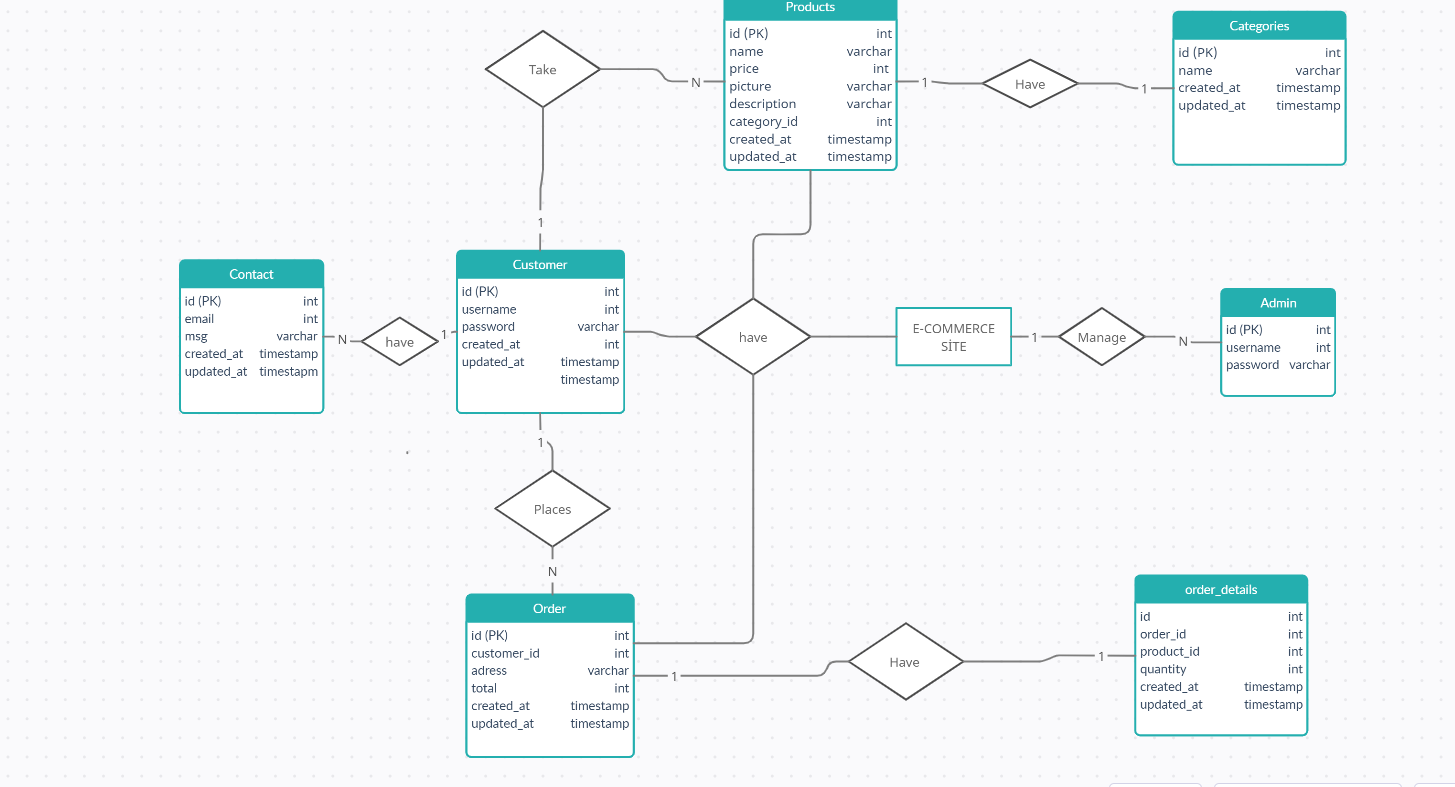 Products
id (PK) int
name varchar
price int
picture varchar
description varchar
category_id int
created_at timestamp
updated_at timestamp
Categories
id (PK) int
name varchar
created_at timestamp
updated_at timestamp
Take
N
1
Have
1
1
Contact
id (PK) int
email int
msg varchar
created_at timestamp
updated_at timestapm
N
have
1
Customer
id (PK) int
username int
password varchar
created_at int
updated_at timestamp
timestamp
1
have
E-COMMERCE
SİTE
1
Manage
N
Admin
id (PK) int
username int
password varchar
1
Places
N
Order
id (PK) int
customer_id int
adress varchar
total int
created_at timestamp
updated_at timestamp
1
Have
order_details
id int
order_id int
product_id int
quantity int
created_at timestamp
updated_at timestamp